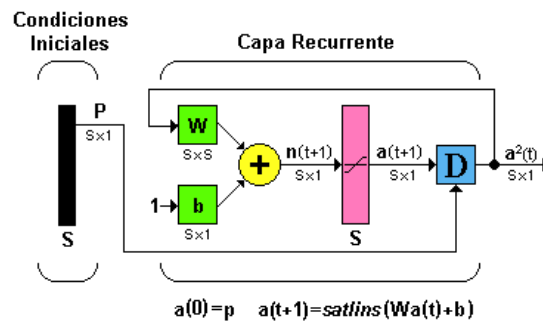 Condiciones
Iniciales
Capa Recurrente
P
S×1
S
W
S×S
1
b
S×1
+
n(t+1)
S×1
S
a(t+1)
S×1
D
a²(t)
S×1
a(0)=p a(t+1)=satlins(Wa(t)+b)